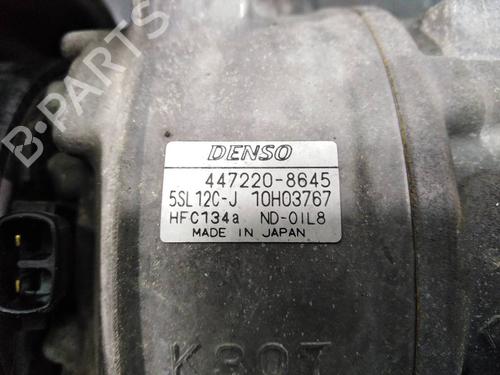 B-PARTS
DENSO
447220-8645
5SL12C-J 10H03767
HFC134a ND-OIL8
MADE IN JAPAN